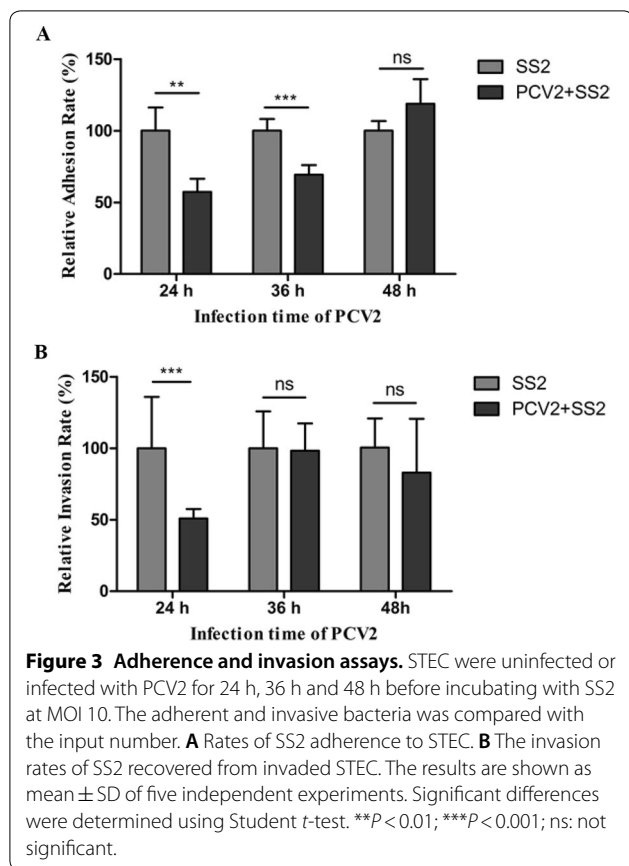 A
Relative Adhesion Rate (%)
150
100
50
0
**
***
ns
SS2
PCV2+SS2
24 h
36 h
48 h
Infection time of PCV2
B
Relative Invasion Rate (%)
150
100
50
0
***
ns
ns
SS2
PCV2+SS2
24 h
36 h
48h
Infection time of PCV2
Figure 3 Adherence and invasion assays. STEC were uninfected or
infected with PCV2 for 24 h, 36 h and 48 h before incubating with SS2
at MOI 10. The adherent and invasive bacteria was compared with
the input number. A Rates of SS2 adherence to STEC. B The invasion
rates of SS2 recovered from invaded STEC. The results are shown as
mean ± SD of five independent experiments. Significant differences
were determined using Student t-test. **P < 0.01; ***P < 0.001; ns: not
significant.